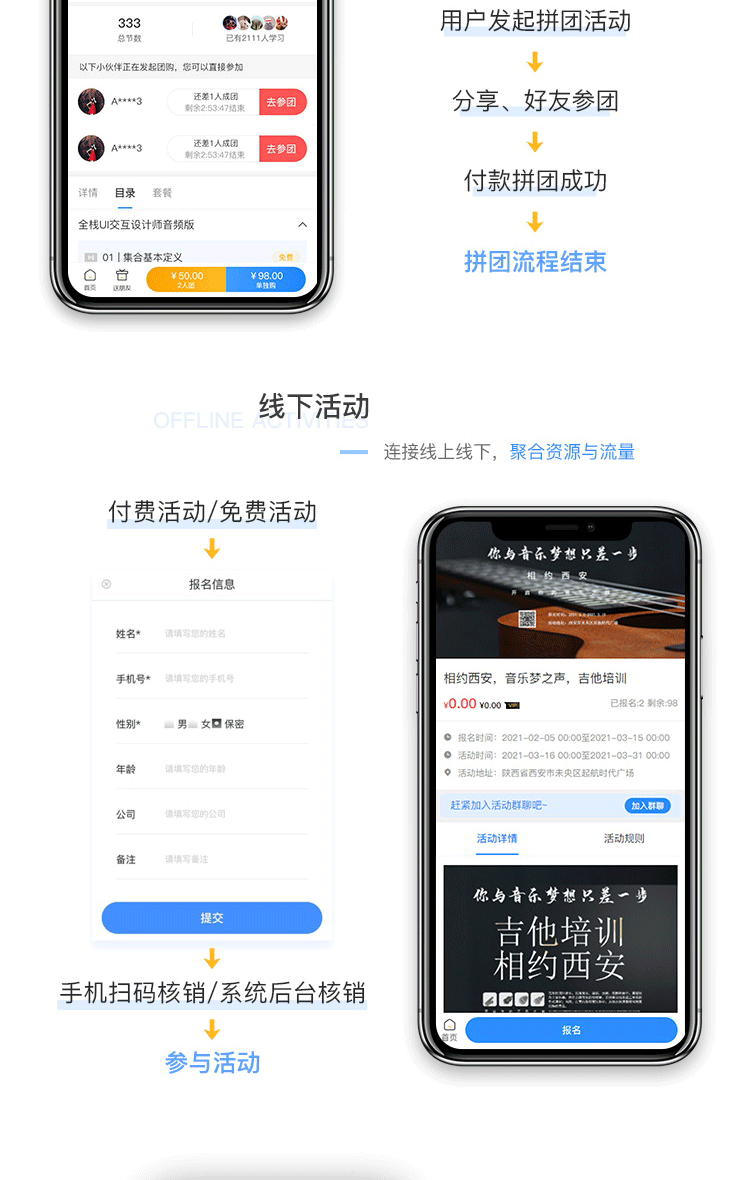 333
总节数
已有2111人学习
以下小伙伴正在发起团购，您可以直接参加
A****3
还差1人成团
剩余2:53:47结束
去参团
A****3
还差1人成团
剩余2:53:47结束
去参团
详情 目录 套餐
全栈UI交互设计师音频版
01 | 集合基本定义
免费
首页
送朋友
¥50.00
2人团
¥98.00
单独购
用户发起拼团活动
分享、好友参团
付款拼团成功
拼团流程结束
线下活动
OFFLINE ACTIVITIES
连接线上线下，聚合资源与流量
付费活动/免费活动
报名信息
姓名* 请填写您的姓名
手机号* 请填写您的手机号
性别* 男 女 保密
年龄 请填写您的年龄
公司 请填写您的公司
备注 请填写备注
提交
手机扫码核销/系统后台核销
参与活动
你与音乐梦想只差一步
相约西安
相约西安，音乐梦之声，吉他培训
¥0.00 ¥0.00 VIP
已报名:2 剩余:98
报名时间：2021-02-05 00:00至2021-03-15 00:00
活动时间：2021-03-16 00:00至2021-03-31 00:00
活动地址：陕西省西安市未央区起航时代广场
赶紧加入活动群聊吧~
加入群聊
活动详情 活动规则
你与音乐梦想只差一步
吉他培训
相约西安
首页
报名